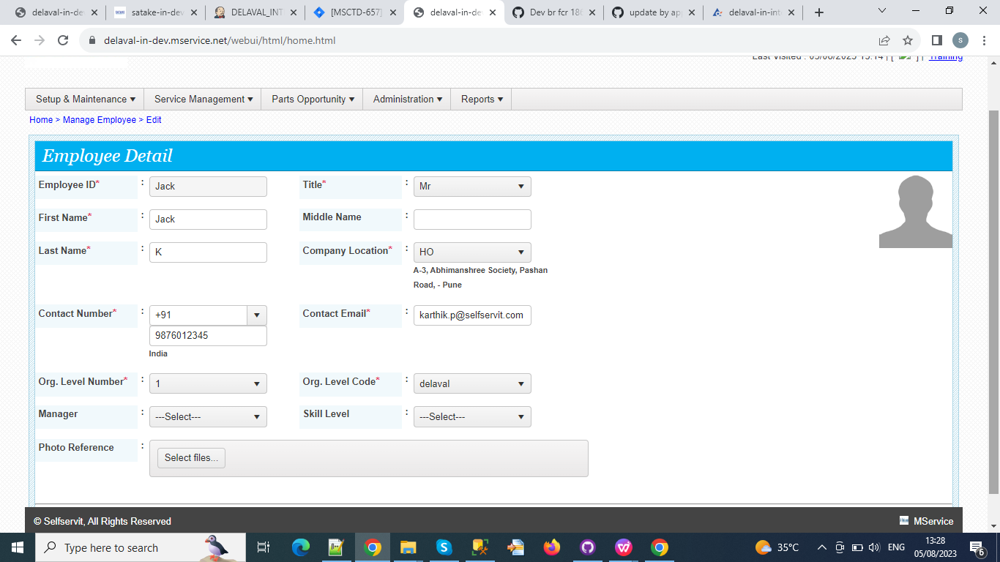 delaval-in-de
satake-in-dev
DELAVAL_INT
[MSCTD-657]
delaval-in-de
Dev br fcr 186
update by ap
delaval-in-int
delaval-in-dev.mservice.net/webui/html/home.html
S
Last Visited : 05/08/2023 13:14 | [ ] | Training
Setup & Maintenance Service Management Parts Opportunity Administration Reports
Home > Manage Employee > Edit
Employee Detail
Employee ID* : Jack Title* : Mr
First Name* : Jack Middle Name :
Last Name* : K Company Location* : HO
A-3, Abhimanshree Society, Pashan
Road, - Pune
Contact Number* : +91 Contact Email* : karthik.p@selfservit.com
9876012345
India
Org. Level Number* : 1 Org. Level Code* : delaval
Manager : ---Select--- Skill Level : ---Select---
Photo Reference : Select files...
© Selfservit, All Rights Reserved MService
Type here to search
35°C
ENG
13:28
05/08/2023
6